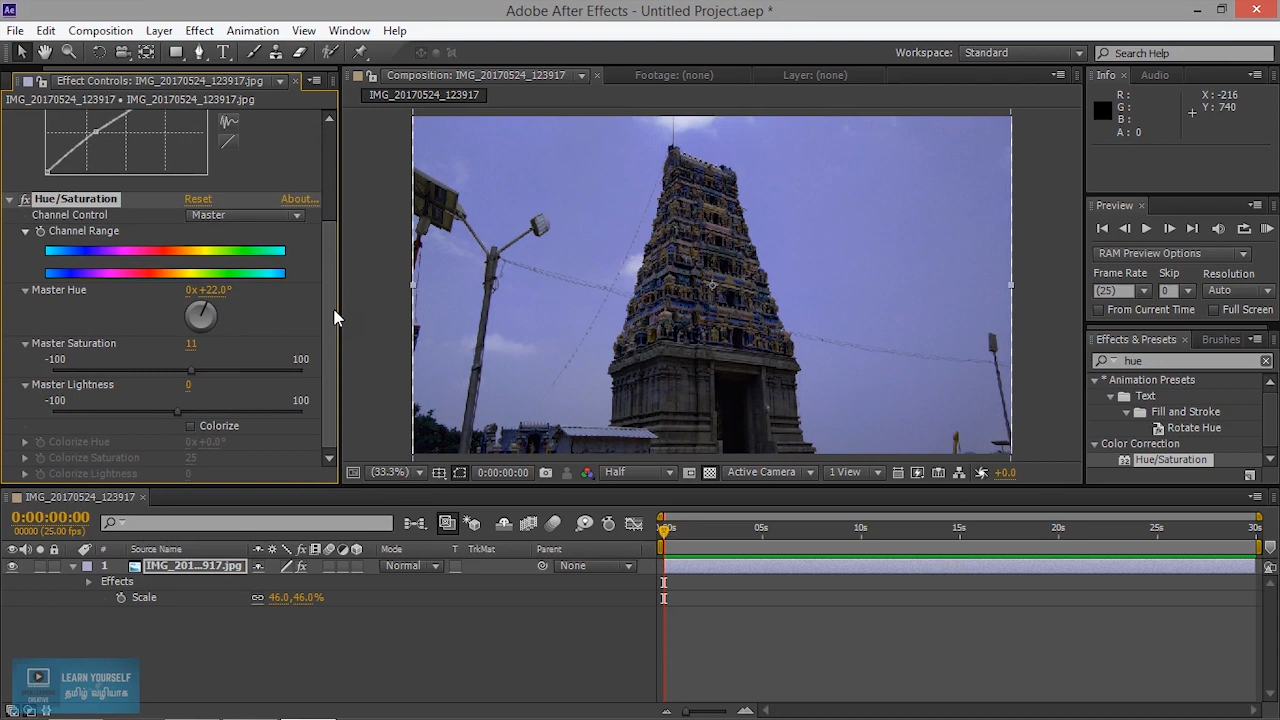 Ae Adobe After Effects - Untitled Project.aep *
File Edit Composition Layer Effect Animation View Window Help
Workspace: Standard Search Help
Effect Controls: IMG_20170524_123917.jpg
IMG_20170524_123917.jpg • IMG_20170524_123917.jpg
Hue/Saturation Reset About...
Channel Control Master
Channel Range
Master Hue 0x+22.0°
Master Saturation 11
-100 100
Master Lightness 0
-100 100
Colorize
Colorize Hue 0x+0.0°
Colorize Saturation 25
Colorize Lightness 0
Composition: IMG_20170524_123917 Footage: (none) Layer: (none)
IMG_20170524_123917
(33.3%) 0:00:00:00 Half Active Camera 1 View +0.0
Info Audio
R : X : -216
G : Y : 740
B :
A : 0
Preview
RAM Preview Options
Frame Rate Skip Resolution
(25) 0 Auto
From Current Time Full Screen
Effects & Presets Brushes
hue
* Animation Presets
Text
Fill and Stroke
Rotate Hue
Color Correction
32 Hue/Saturation
IMG_20170524_123917
0:00:00:00
00000 (25.00 fps)
05s 10s 15s 20s 25s 30s
# Source Name Mode T TrkMat Parent
1 IMG_201...917.jpg fx Normal None
Effects
Scale 46.0,46.0%
LEARN YOURSELF
தமிழ் வழியாக